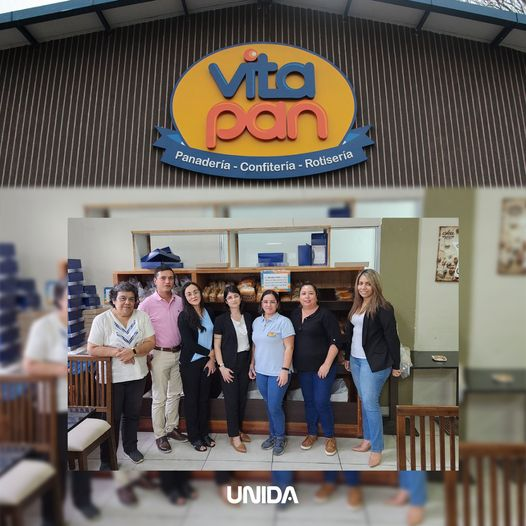 vita
pan
Panadería - Confitería - Rotisería
UNIDA